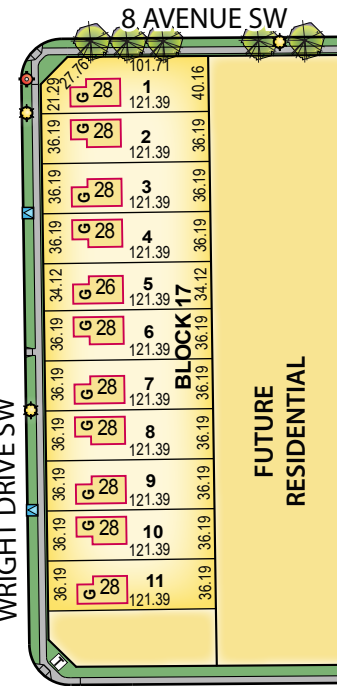 8 AVENUE SW
27.76
101.71
21.29
G 28
1
121.39
40.16
36.19
G 28
2
121.39
36.19
36.19
G 28
3
121.39
36.19
36.19
G 28
4
121.39
36.19
34.12
G 26
5
121.39
34.12
BLOCK 17
36.19
G 28
6
121.39
36.19
36.19
G 28
7
121.39
36.19
36.19
G 28
8
121.39
36.19
36.19
G 28
9
121.39
36.19
36.19
G 28
10
121.39
36.19
36.19
G 28
11
121.39
36.19
WRIGHT DRIVE SW
FUTURE
RESIDENTIAL